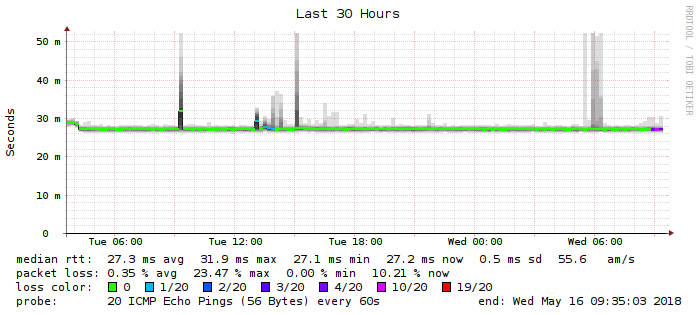 Last 30 Hours
RRDTOOL / TOBI OETIKER
Seconds
50 m
40 m
30 m
20 m
10 m
0
Tue 06:00 Tue 12:00 Tue 18:00 Wed 00:00 Wed 06:00
median rtt: 27.3 ms avg 31.9 ms max 27.1 ms min 27.2 ms now 0.5 ms sd 55.6 am/s
packet loss: 0.35 % avg 23.47 % max 0.00 % min 10.21 % now
loss color: 0 1/20 2/20 3/20 4/20 10/20 19/20
probe: 20 ICMP Echo Pings (56 Bytes) every 60s end: Wed May 16 09:35:03 2018